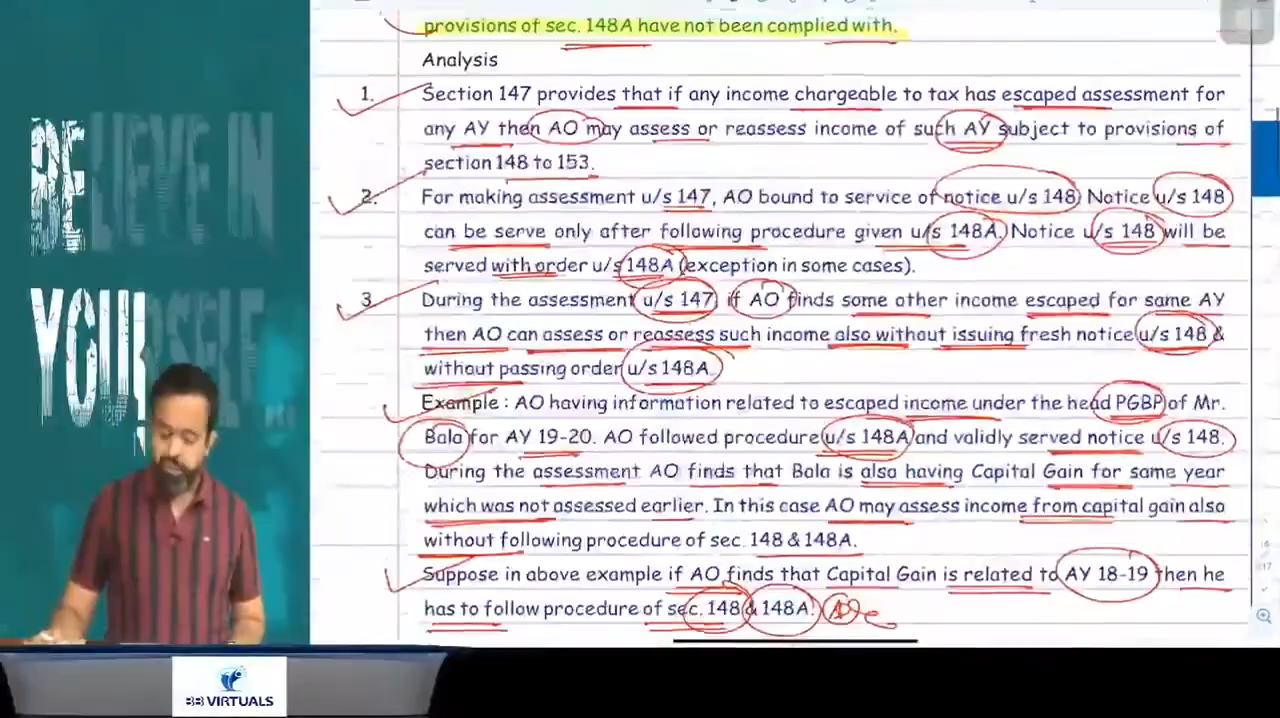 BELIEVE IN
YOURSELF
provisions of sec. 148A have not been complied with.
Analysis
1. Section 147 provides that if any income chargeable to tax has escaped assessment for
any AY then AO may assess or reassess income of such AY subject to provisions of
section 148 to 153.
2. For making assessment u/s 147, AO bound to service of notice u/s 148. Notice u/s 148
can be serve only after following procedure given u/s 148A. Notice u/s 148 will be
served with order u/s 148A (exception in some cases).
3. During the assessment u/s 147 if AO finds some other income escaped for same AY
then AO can assess or reassess such income also without issuing fresh notice u/s 148 &
without passing order u/s 148A.
Example : AO having information related to escaped income under the head PGBP of Mr.
Bala for AY 19-20. AO followed procedure u/s 148A and validly served notice u/s 148.
During the assessment AO finds that Bala is also having Capital Gain for same year
which was not assessed earlier. In this case AO may assess income from capital gain also
without following procedure of sec. 148 & 148A.
Suppose in above example if AO finds that Capital Gain is related to AY 18-19 then he
has to follow procedure of sec. 148 & 148A.
BB VIRTUALS